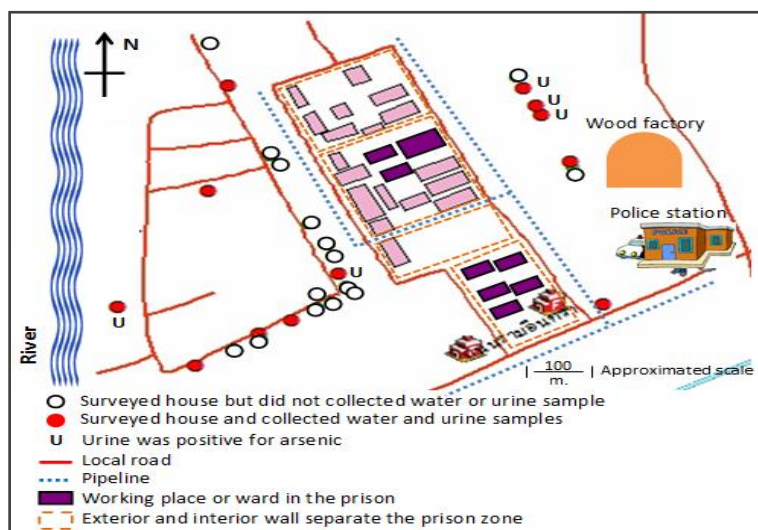 N
U
U
U
Wood factory
Police station
U
U
River
100
m.
Approximated scale
Surveyed house but did not collected water or urine sample
Surveyed house and collected water and urine samples
U Urine was positive for arsenic
Local road
Pipeline
Working place or ward in the prison
Exterior and interior wall separate the prison zone